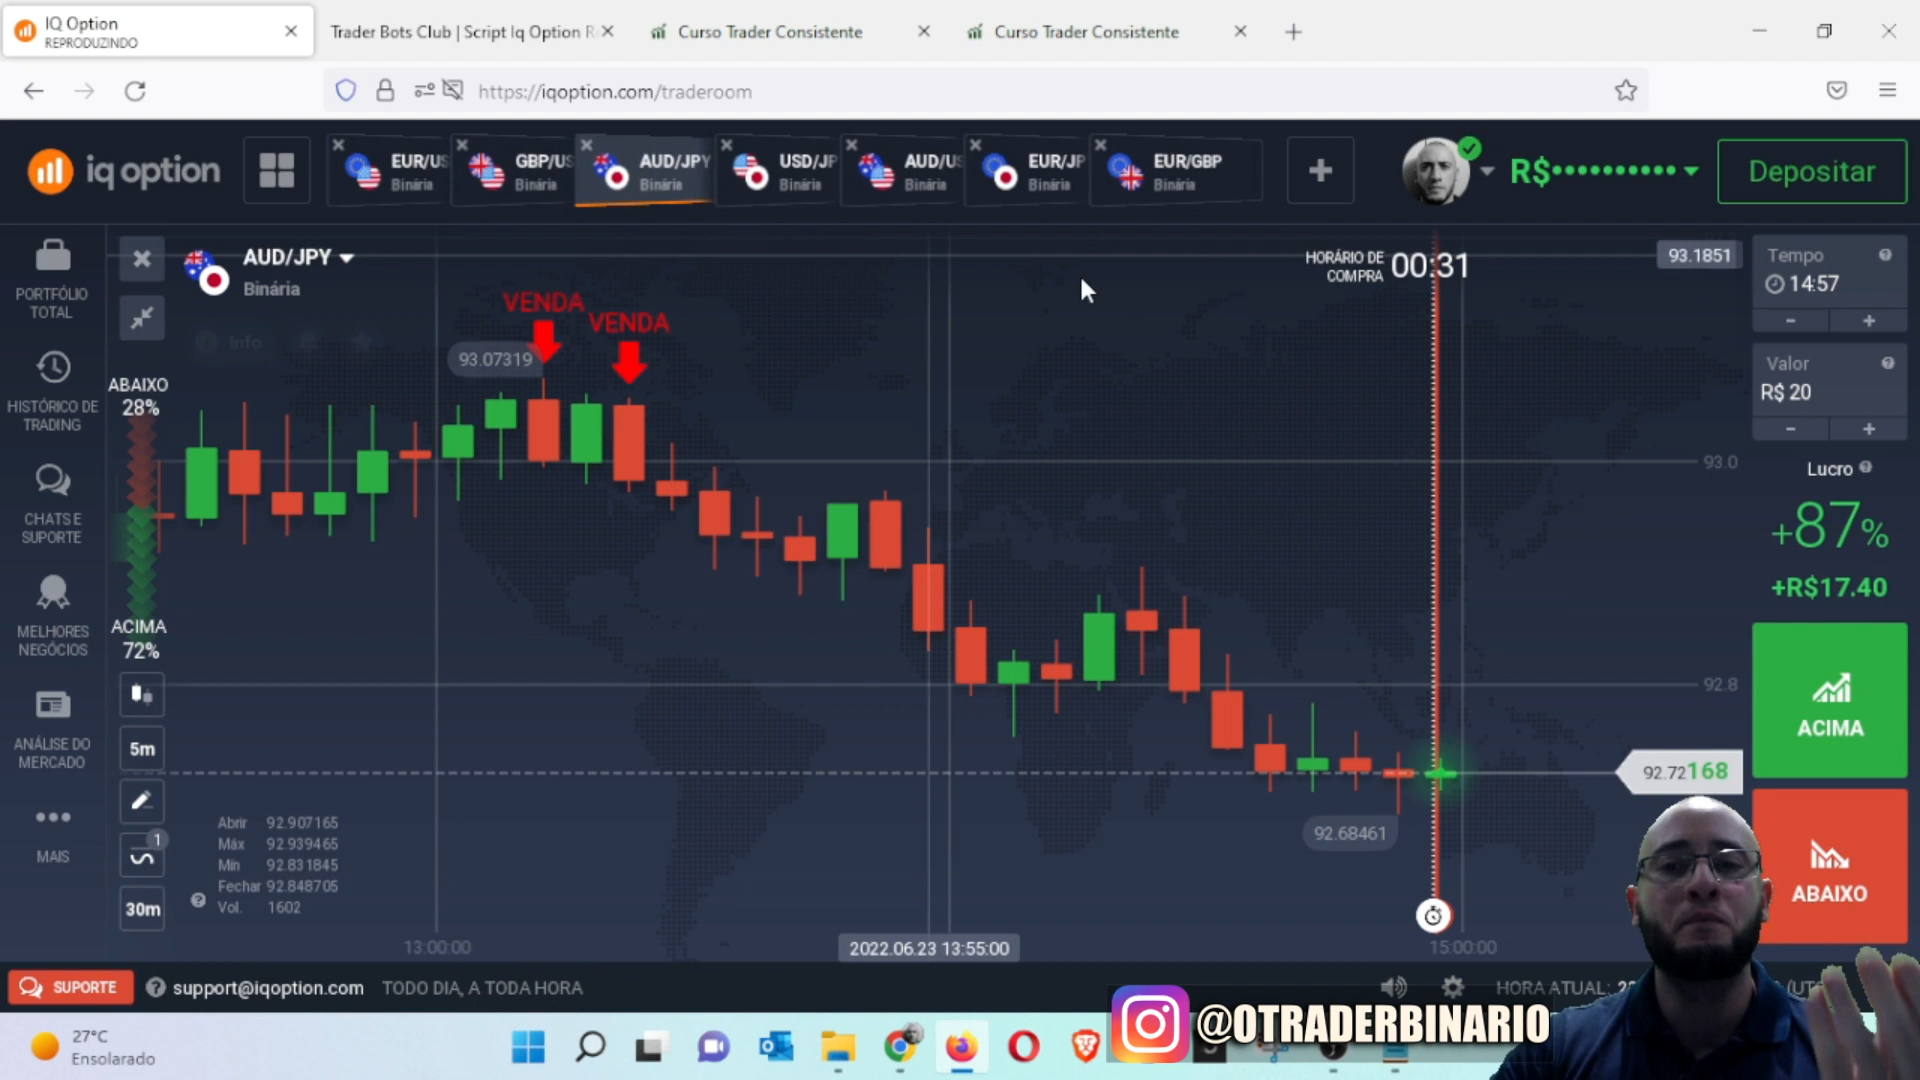 IQ Option
REPRODUZINDO
Trader Bots Club | Script Iq Option R
Curso Trader Consistente
Curso Trader Consistente
https://iqoption.com/traderoom
iq option
EUR/US
Binária
GBP/US
Binária
AUD/JPY
Binária
USD/JP
Binária
AUD/US
Binária
EUR/JP
Binária
EUR/GBP
Binária
R$••••••••••
Depositar
PORTFÓLIO
TOTAL
HISTÓRICO DE
TRADING
CHATS E
SUPORTE
MELHORES
NEGÓCIOS
ANÁLISE DO
MERCADO
MAIS
AUD/JPY
Binária
Info
ABAIXO
28%
ACIMA
72%
5m
1
30m
VENDA
VENDA
93.07319
HORÁRIO DE
COMPRA
00:31
93.1851
93.0
92.8
92.72168
92.68461
Abrir 92.907165
Máx 92.939465
Mín 92.831845
Fechar 92.848705
Vol. 1602
13:00:00
2022.06.23 13:55:00
15:00:00
Tempo
14:57
- +
Valor
R$ 20
- +
Lucro
+87%
+R$17.40
ACIMA
ABAIXO
SUPORTE
support@iqoption.com
TODO DIA, A TODA HORA
HORA ATUAL:
@OTRADERBINARIO
27°C
Ensolarado